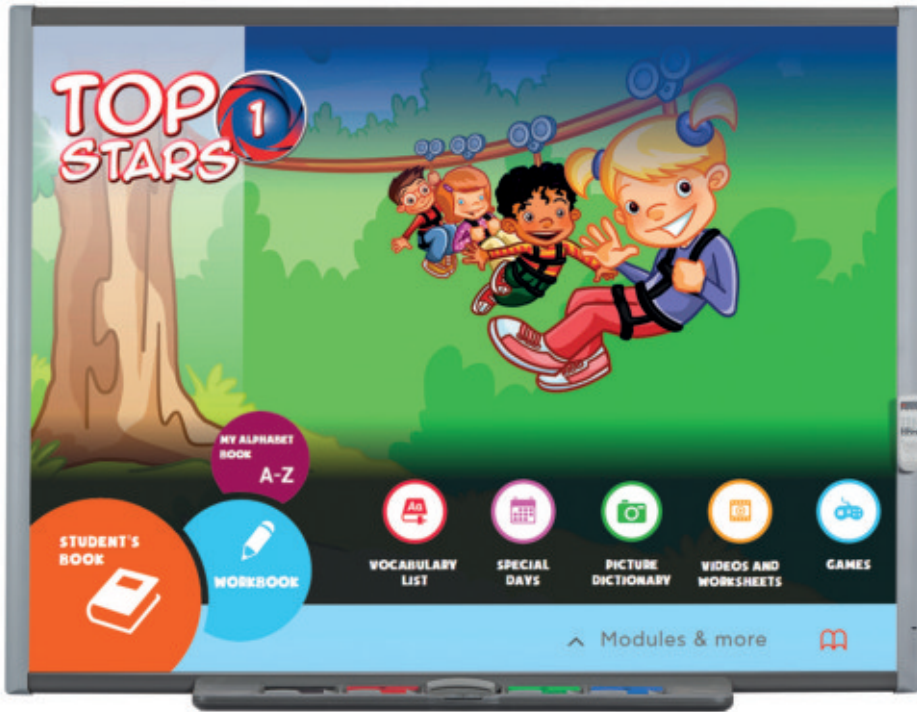 TOP
1
STARS
MY ALPHABET
BOOK
A-Z
STUDENT'S
BOOK
WORKBOOK
Aa
VOCABULARY
LIST
SPECIAL
DAYS
PICTURE
DICTIONARY
VIDEOS AND
WORKSHEETS
GAMES
Modules & more